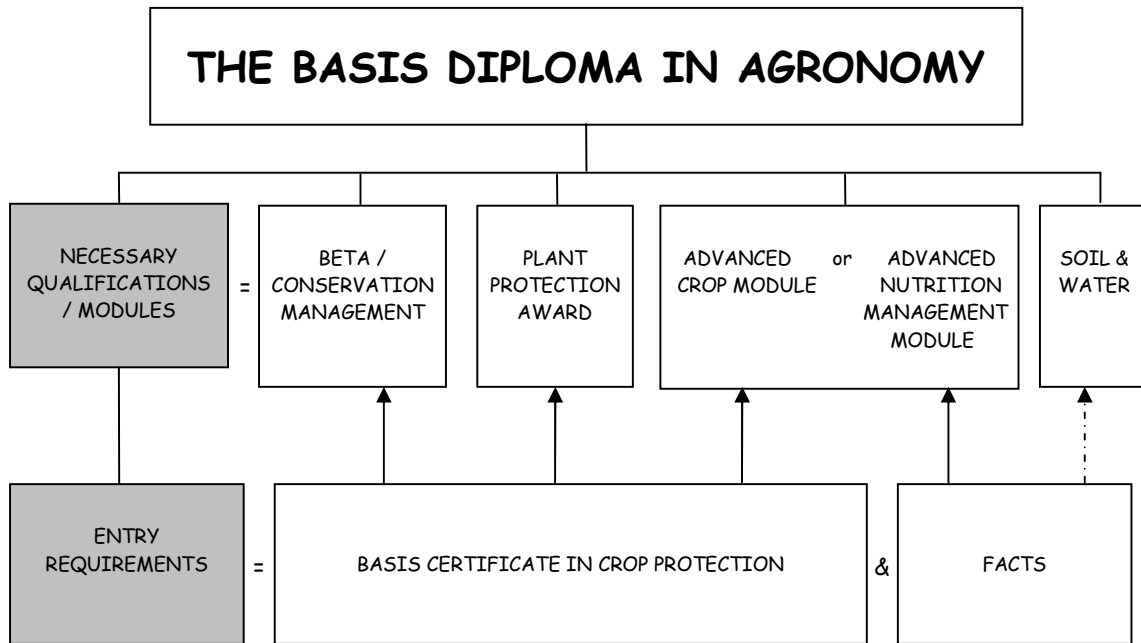 THE BASIS DIPLOMA IN AGRONOMY
NECESSARY
QUALIFICATIONS
/ MODULES
=
BETA /
CONSERVATION
MANAGEMENT
PLANT
PROTECTION
AWARD
ADVANCED
CROP MODULE
or
ADVANCED
NUTRITION
MANAGEMENT
MODULE
SOIL &
WATER
ENTRY
REQUIREMENTS
=
BASIS CERTIFICATE IN CROP PROTECTION
&
FACTS